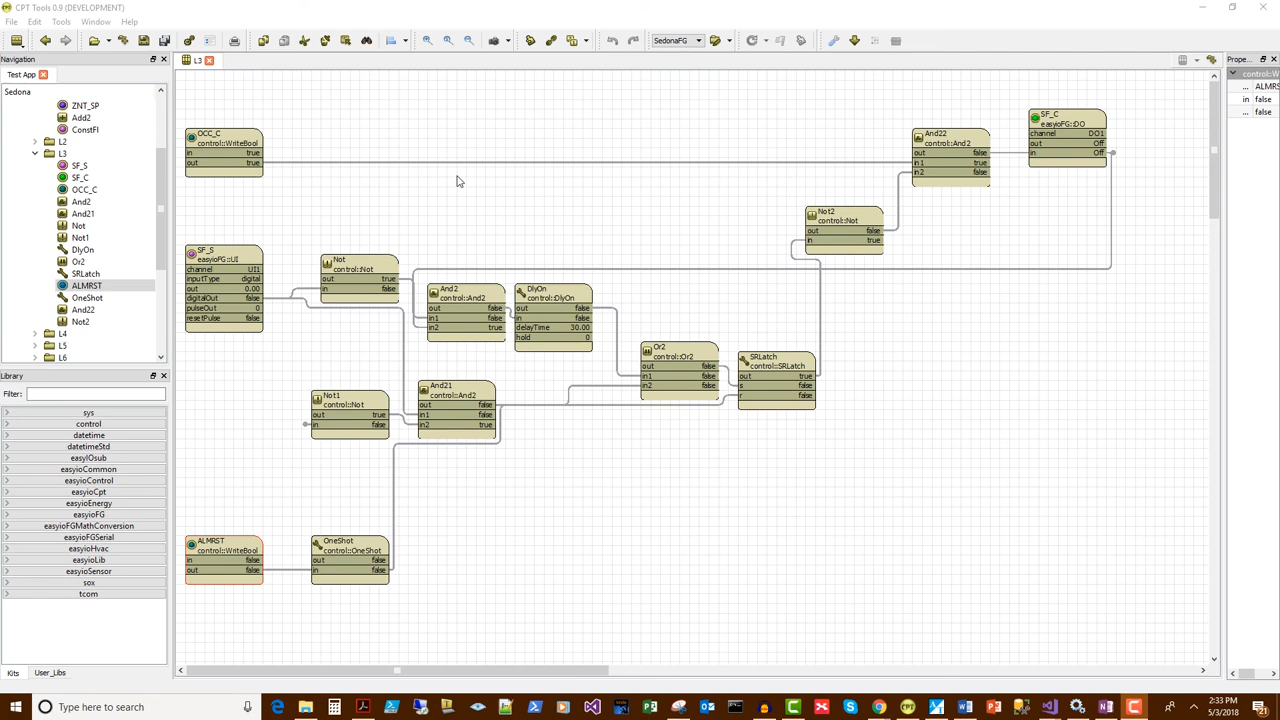 CPT Tools 0.9 (ACADEMY)
File Edit Tools Window Help
SedonaFG
Navigation
Test App
Sedona
ZNT_SP
Add2
ConstFl
L2
L3
SF_S
SF_C
OCC_C
And2
And21
Not
Not1
DlyOn
Or2
SRLatch
ALMRST
OneShot
And22
Not2
L4
L5
L6
Library
Filter:
sys
control
datetime
datetimeStd
easyIOsub
easyioCommon
easyioControl
easyioCpt
easyioEnergy
easyioFG
easyioFGMathConversion
easyioFGSerial
easyioHvac
easyioLib
easyioSensor
sox
tcom
Kits User_Libs
L3
OCC_C
control::WriteBool
in true
out true
SF_S
easyioFG::UI
channel UI1
inputType digital
out 0.00
digitalOut false
pulseOut 0
resetPulse false
Not
control::Not
out true
in false
And2
control::And2
out false
in1 false
in2 true
DlyOn
control::DlyOn
out false
in false
delayTime 30.00
hold 0
Not1
control::Not
out true
in false
And21
control::And2
out false
in1 false
in2 true
Or2
control::Or2
out false
in1 false
in2 false
SRLatch
control::SRLatch
out true
s false
r false
Not2
control::Not
out false
in true
And22
control::And2
out false
in1 true
in2 false
SF_C
easyioFG::DO
channel DO1
out Off
in Off
ALMRST
control::WriteBool
in false
out false
OneShot
control::OneShot
out false
in false
Prope...
control::W
... ALMRS
in false
... false
Type here to search
2:33 PM
5/3/2018